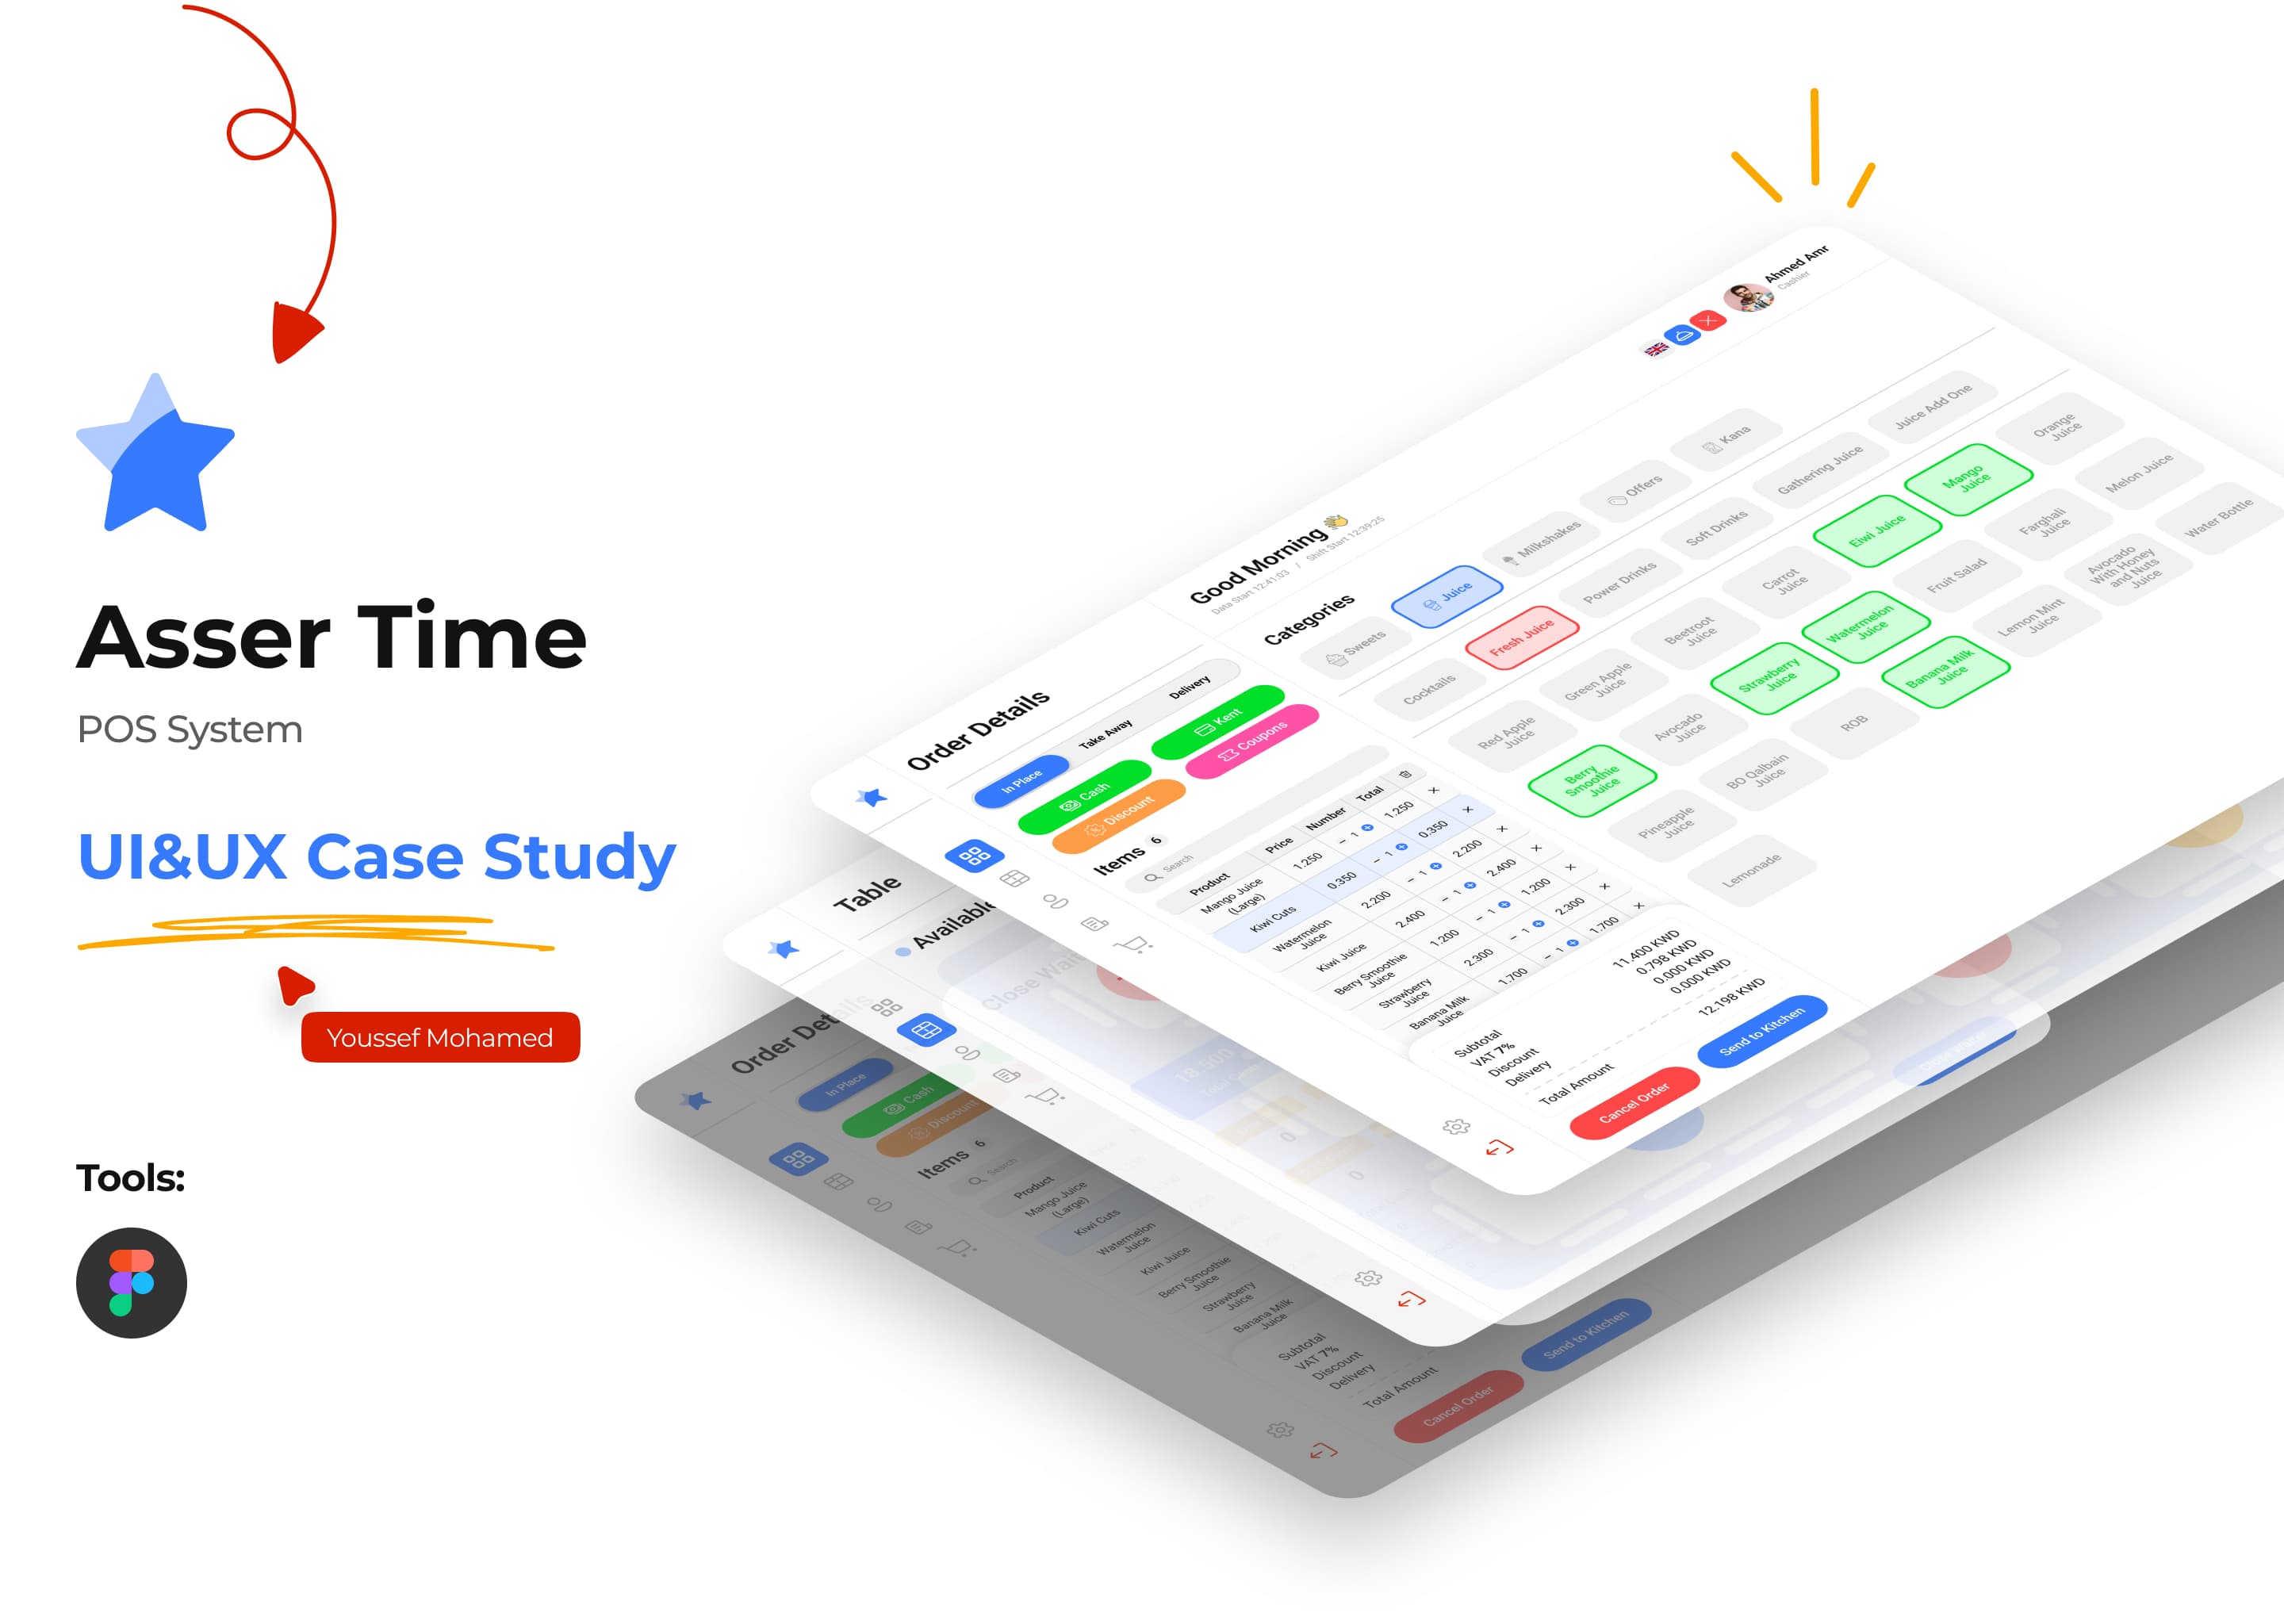 Asser Time
POS System
UI&UX Case Study
Youssef Mohamed
Tools:
Ahmed Amr
Cashier
Good Morning 👋
Data Start 12:41:03 / Shift Start 12:39:25
Categories
Sweets
Juice
Milkshakes
Offers
Kana
Cocktails
Fresh Juice
Power Drinks
Soft Drinks
Gathering Juice
Juice Add One
Red Apple
Juice
Green Apple
Juice
Beetroot
Juice
Carrot
Juice
Eiwi Juice
Mango
Juice
Orange
Juice
Berry
Smoothie
Juice
Avocado
Juice
Strawberry
Juice
Watermelon
Juice
Fruit Salad
Farghali
Juice
Melon Juice
Pineapple
Juice
BO Qalbain
Juice
ROB
Banana Milk
Juice
Lemon Mint
Juice
Avocado
With Honey
and Nuts
Juice
Water Bottle
Lemonade
Order Details
In Place
Take Away
Delivery
Cash
Kent
Discount
Coupons
Items 6
Search
Product Price Number Total
Mango Juice
(Large) 1.250 − 1 + 1.250 ×
Kiwi Cuts 0.350 − 1 + 0.350 ×
Watermelon
Juice 2.200 − 1 + 2.200 ×
Kiwi Juice 2.400 − 1 + 2.400 ×
Berry Smoothie
Juice 1.200 − 1 + 1.200 ×
Strawberry
Juice 2.300 − 1 + 2.300 ×
Banana Milk
Juice 1.700 − 1 + 1.700 ×
Subtotal 11.400 KWD
VAT 7% 0.798 KWD
Discount 0.000 KWD
Delivery 0.000 KWD
Total Amount 12.198 KWD
Cancel Order
Send to Kitchen
Table
Available
18.500
0
0
Order Details
In Place
Cash
Discount
Items 6
Search
Product
Mango Juice
(Large)
Kiwi Cuts
Watermelon
Juice
Kiwi Juice
Berry Smoothie
Juice
Strawberry
Juice
Banana Milk
Juice
Subtotal
VAT 7%
Discount
Delivery
Total Amount
Cancel Order
Send to Kitchen